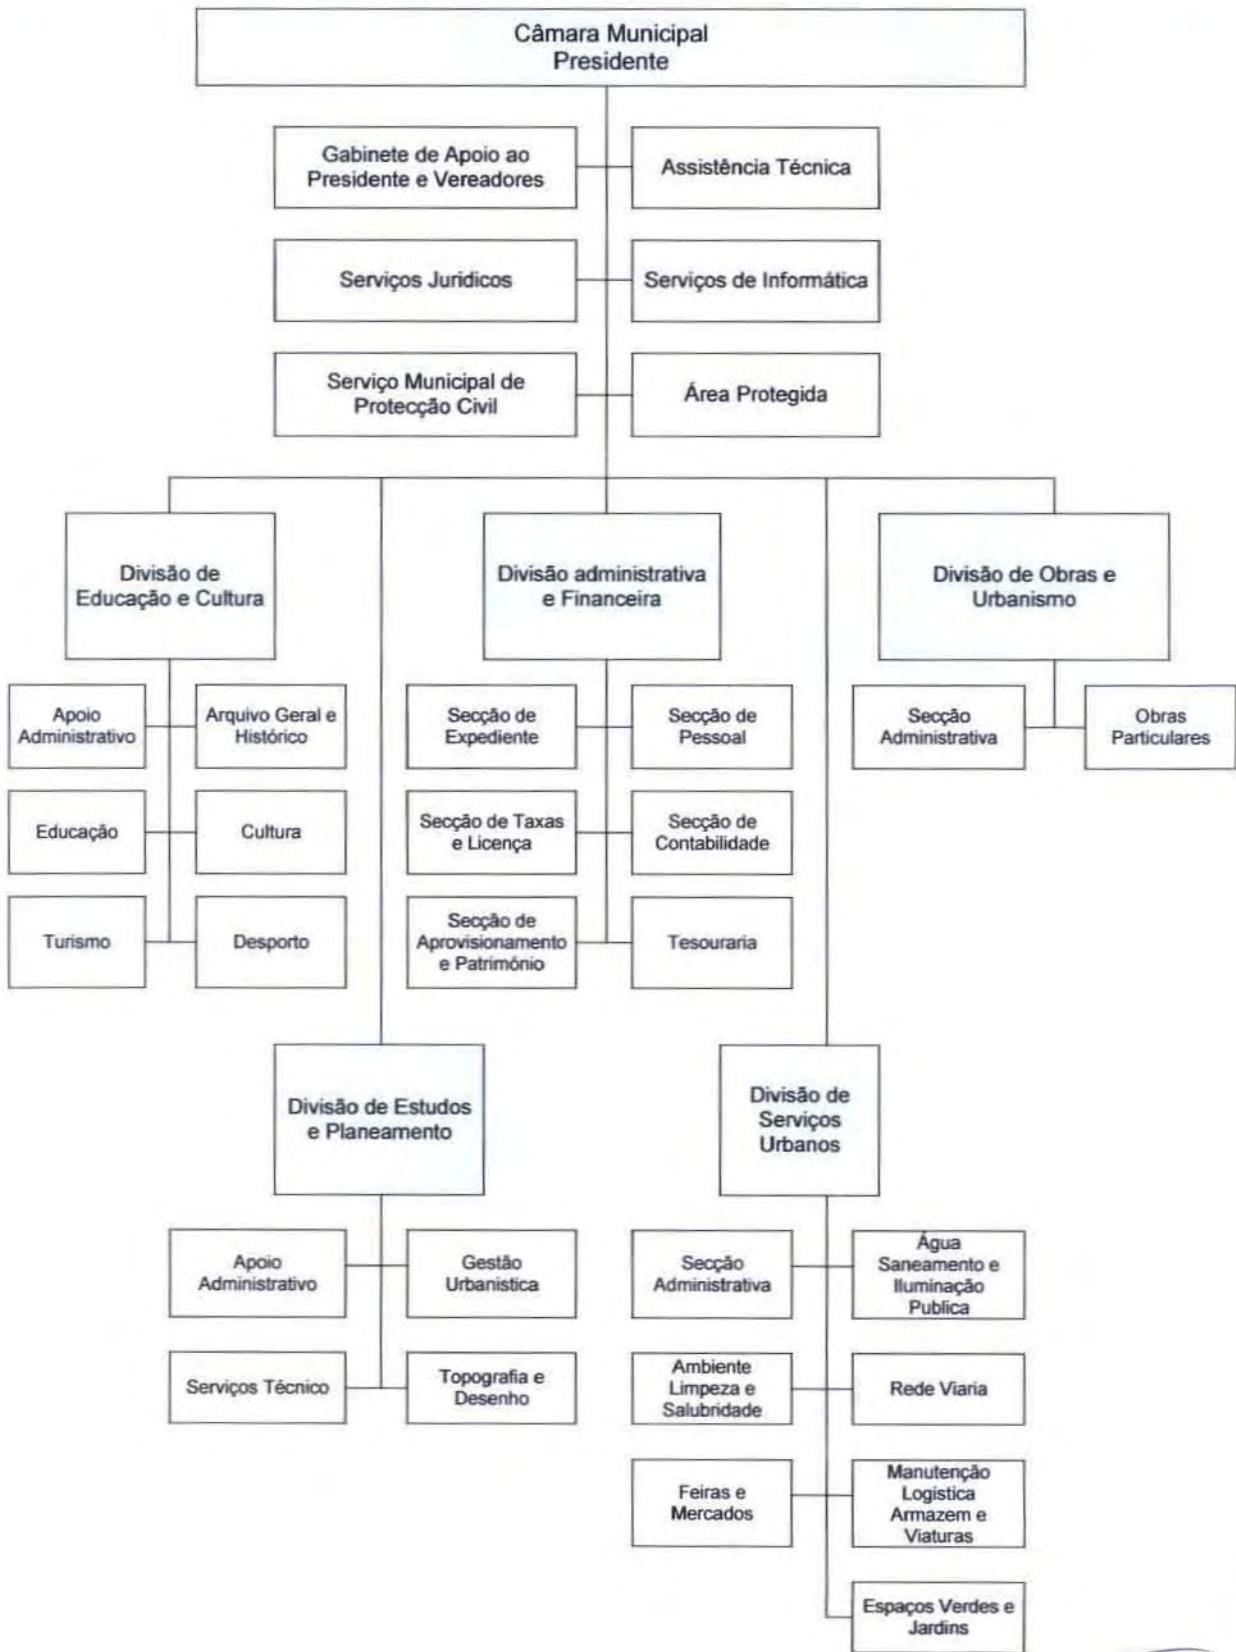 Câmara Municipal
Presidente
Gabinete de Apoio ao
Presidente e Vereadores
Assistência Técnica
Serviços Juridicos
Serviços de Informática
Serviço Municipal de
Protecção Civil
Área Protegida
Divisão de
Educação e Cultura
Divisão administrativa
e Financeira
Divisão de Obras e
Urbanismo
Apoio
Administrativo
Arquivo Geral e
Histórico
Secção de
Expediente
Secção de
Pessoal
Secção
Administrativa
Obras
Particulares
Educação
Cultura
Secção de Taxas
e Licença
Secção de
Contabilidade
Turismo
Desporto
Secção de
Aprovisionamento
e Património
Tesouraria
Divisão de Estudos
e Planeamento
Divisão de
Serviços
Urbanos
Apoio
Administrativo
Gestão
Urbanistica
Secção
Administrativa
Água
Saneamento e
Iluminação
Publica
Serviços Técnico
Topografia e
Desenho
Ambiente
Limpeza e
Salubridade
Rede Viaria
Feiras e
Mercados
Manutenção
Logistica
Armazem e
Viaturas
Espaços Verdes e
Jardins